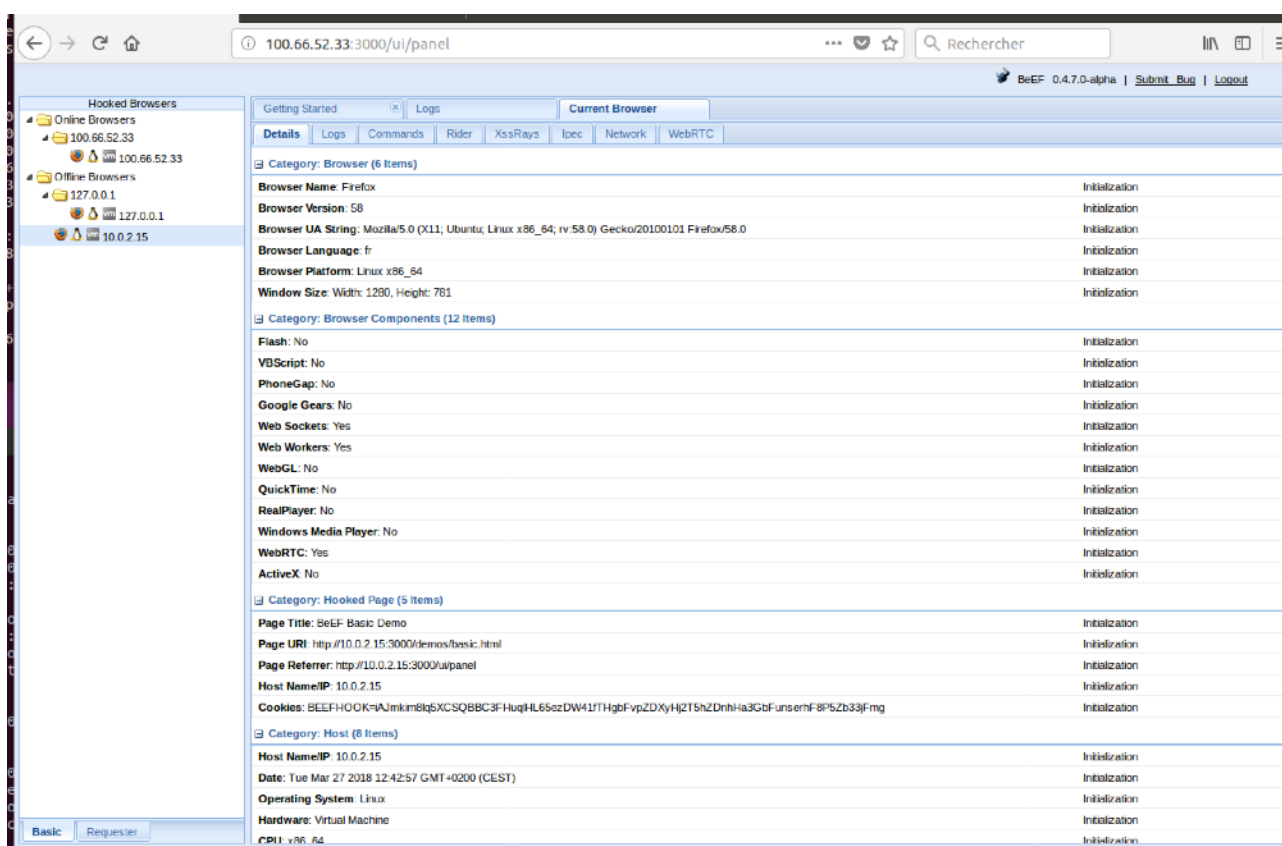 100.66.52.33:3000/ui/panel
Rechercher
BeEF 0.4.7.0-alpha | Submit Bug | Logout
Hooked Browsers
Online Browsers
100.66.52.33
100.66.52.33
Offline Browsers
127.0.0.1
127.0.0.1
10.0.2.15
Basic Requester
Getting Started Logs Current Browser
Details Logs Commands Rider XssRays Ipec Network WebRTC
Category: Browser (6 Items)
Browser Name: Firefox Initialization
Browser Version: 58 Initialization
Browser UA String: Mozilla/5.0 (X11; Ubuntu; Linux x86_64; rv:58.0) Gecko/20100101 Firefox/58.0 Initialization
Browser Language: fr Initialization
Browser Platform: Linux x86_64 Initialization
Window Size: Width: 1280, Height: 781 Initialization
Category: Browser Components (12 Items)
Flash: No Initialization
VBScript: No Initialization
PhoneGap: No Initialization
Google Gears: No Initialization
Web Sockets: Yes Initialization
Web Workers: Yes Initialization
WebGL: No Initialization
QuickTime: No Initialization
RealPlayer: No Initialization
Windows Media Player: No Initialization
WebRTC: Yes Initialization
ActiveX: No Initialization
Category: Hooked Page (5 Items)
Page Title: BeEF Basic Demo Initialization
Page URI: http://10.0.2.15:3000/demos/basic.html Initialization
Page Referrer: http://10.0.2.15:3000/ui/panel Initialization
Host Name/IP: 10.0.2.15 Initialization
Cookies: Initialization
Category: Host (8 Items)
Host Name/IP: 10.0.2.15 Initialization
Date: Tue Mar 27 2018 12:42:57 GMT+0200 (CEST) Initialization
Operating System: Linux Initialization
Hardware: Virtual Machine Initialization
CPU: x86_64 Initialization